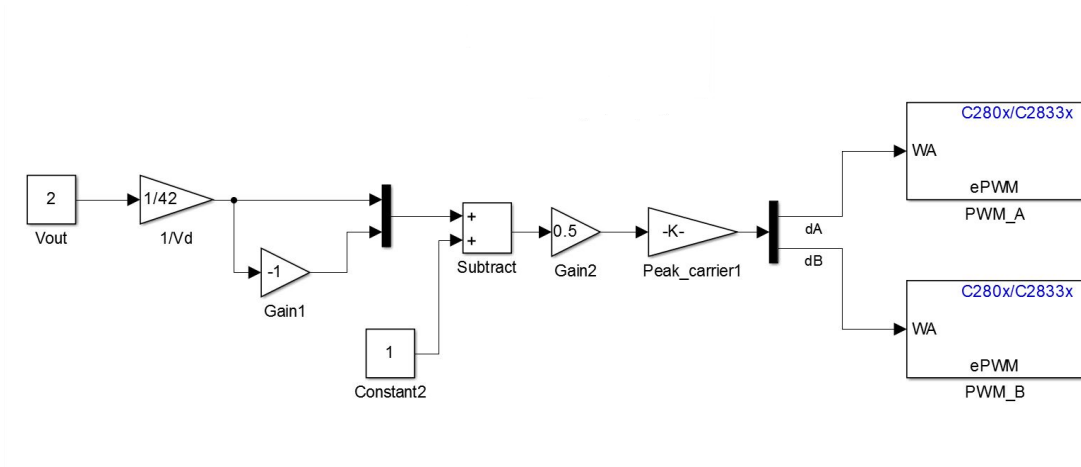 C280x/C2833x
WA
ePWM
PWM_A
2
Vout
1/42
1/Vd
-1
Gain1
+
+
Subtract
1
Constant2
0.5
Gain2
-K-
Peak_carrier1
dA
dB
C280x/C2833x
WA
ePWM
PWM_B